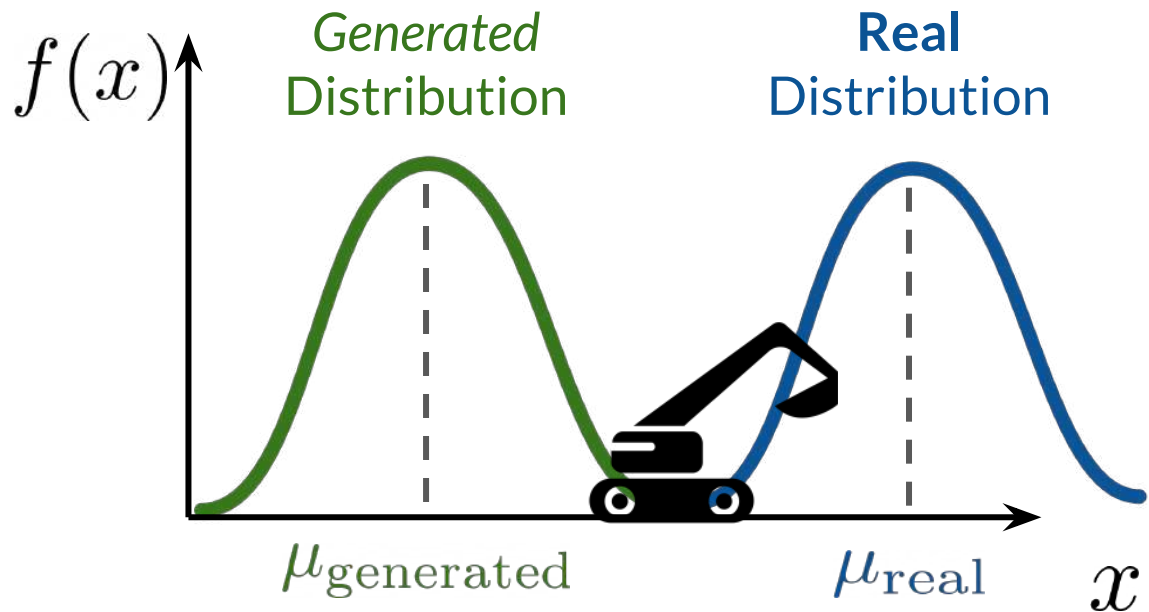 f(x)
Generated
Distribution
Real
Distribution
μgenerated
μreal
x